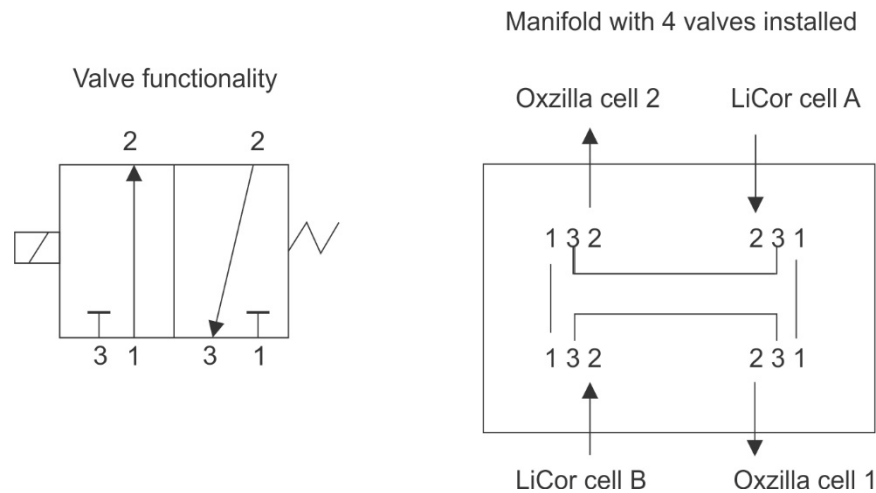 Manifold with 4 valves installed
Valve functionality
Oxzilla cell 2 LiCor cell A
2 2
1 3 2 2 3 1
3 1 3 1
1 3 2 2 3 1
LiCor cell B Oxzilla cell 1